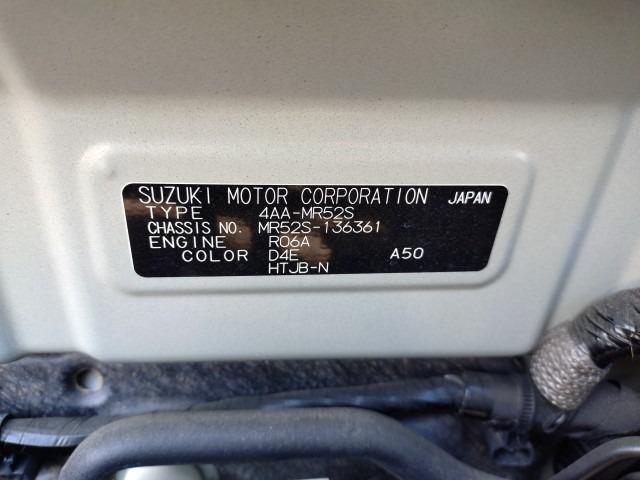 SUZUKI MOTOR CORPORATION JAPAN
TYPE 4AA-MR52S
CHASSIS NO. MR52S-136361
ENGINE R06A
COLOR D4E A50
HTJB-N